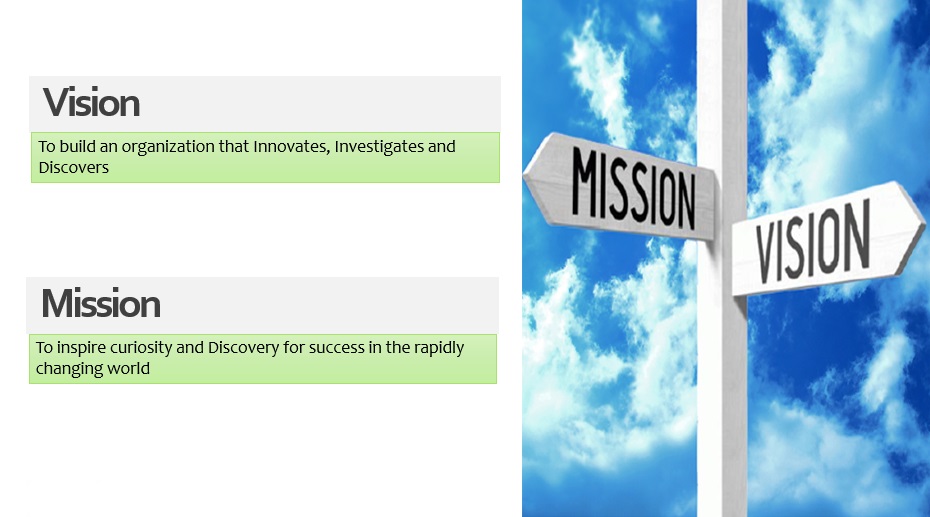 Vision
To build an organization that Innovates, Investigates and
Discovers
Mission
To inspire curiosity and Discovery for success in the rapidly
changing world
MISSION
VISION